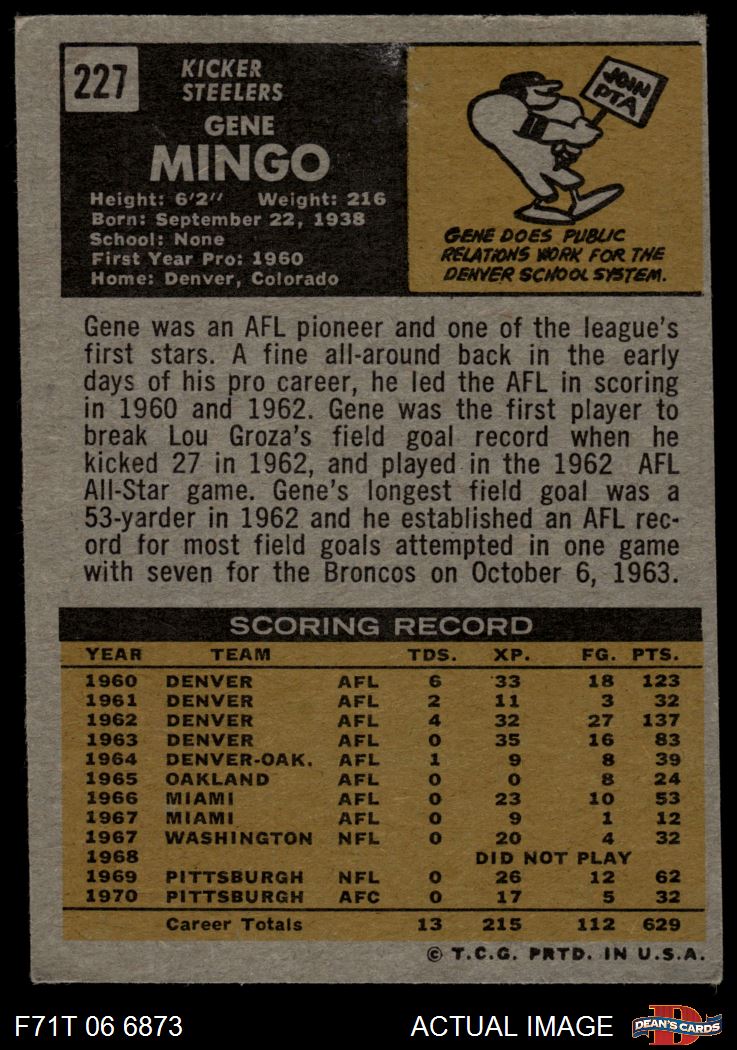 227
KICKER
STEELERS
GENE
MINGO
Height: 6'2" Weight: 216
Born: September 22, 1938
School: None
First Year Pro: 1960
Home: Denver, Colorado
JOIN
PTA
GENE DOES PUBLIC
RELATIONS WORK FOR THE
DENVER SCHOOL SYSTEM.
Gene was an AFL pioneer and one of the league's
first stars. A fine all-around back in the early
days of his pro career, he led the AFL in scoring
in 1960 and 1962. Gene was the first player to
break Lou Groza's field goal record when he
kicked 27 in 1962, and played in the 1962 AFL
All-Star game. Gene's longest field goal was a
53-yarder in 1962 and he established an AFL rec-
ord for most field goals attempted in one game
with seven for the Broncos on October 6, 1963.
SCORING RECORD
YEAR TEAM TDS. XP. FG. PTS.
1960 DENVER AFL 6 33 18 123
1961 DENVER AFL 2 11 3 32
1962 DENVER AFL 4 32 27 137
1963 DENVER AFL 0 35 16 83
1964 DENVER-OAK. AFL 1 9 8 39
1965 OAKLAND AFL 0 0 8 24
1966 MIAMI AFL 0 23 10 53
1967 MIAMI AFL 0 9 1 12
1967 WASHINGTON NFL 0 20 4 32
1968 DID NOT PLAY
1969 PITTSBURGH NFL 0 26 12 62
1970 PITTSBURGH AFC 0 17 5 32
Career Totals 13 215 112 629
© T.C.G. PRTD. IN U.S.A.
F71T 06 6873 ACTUAL IMAGE
D
DEAN'S CARDS